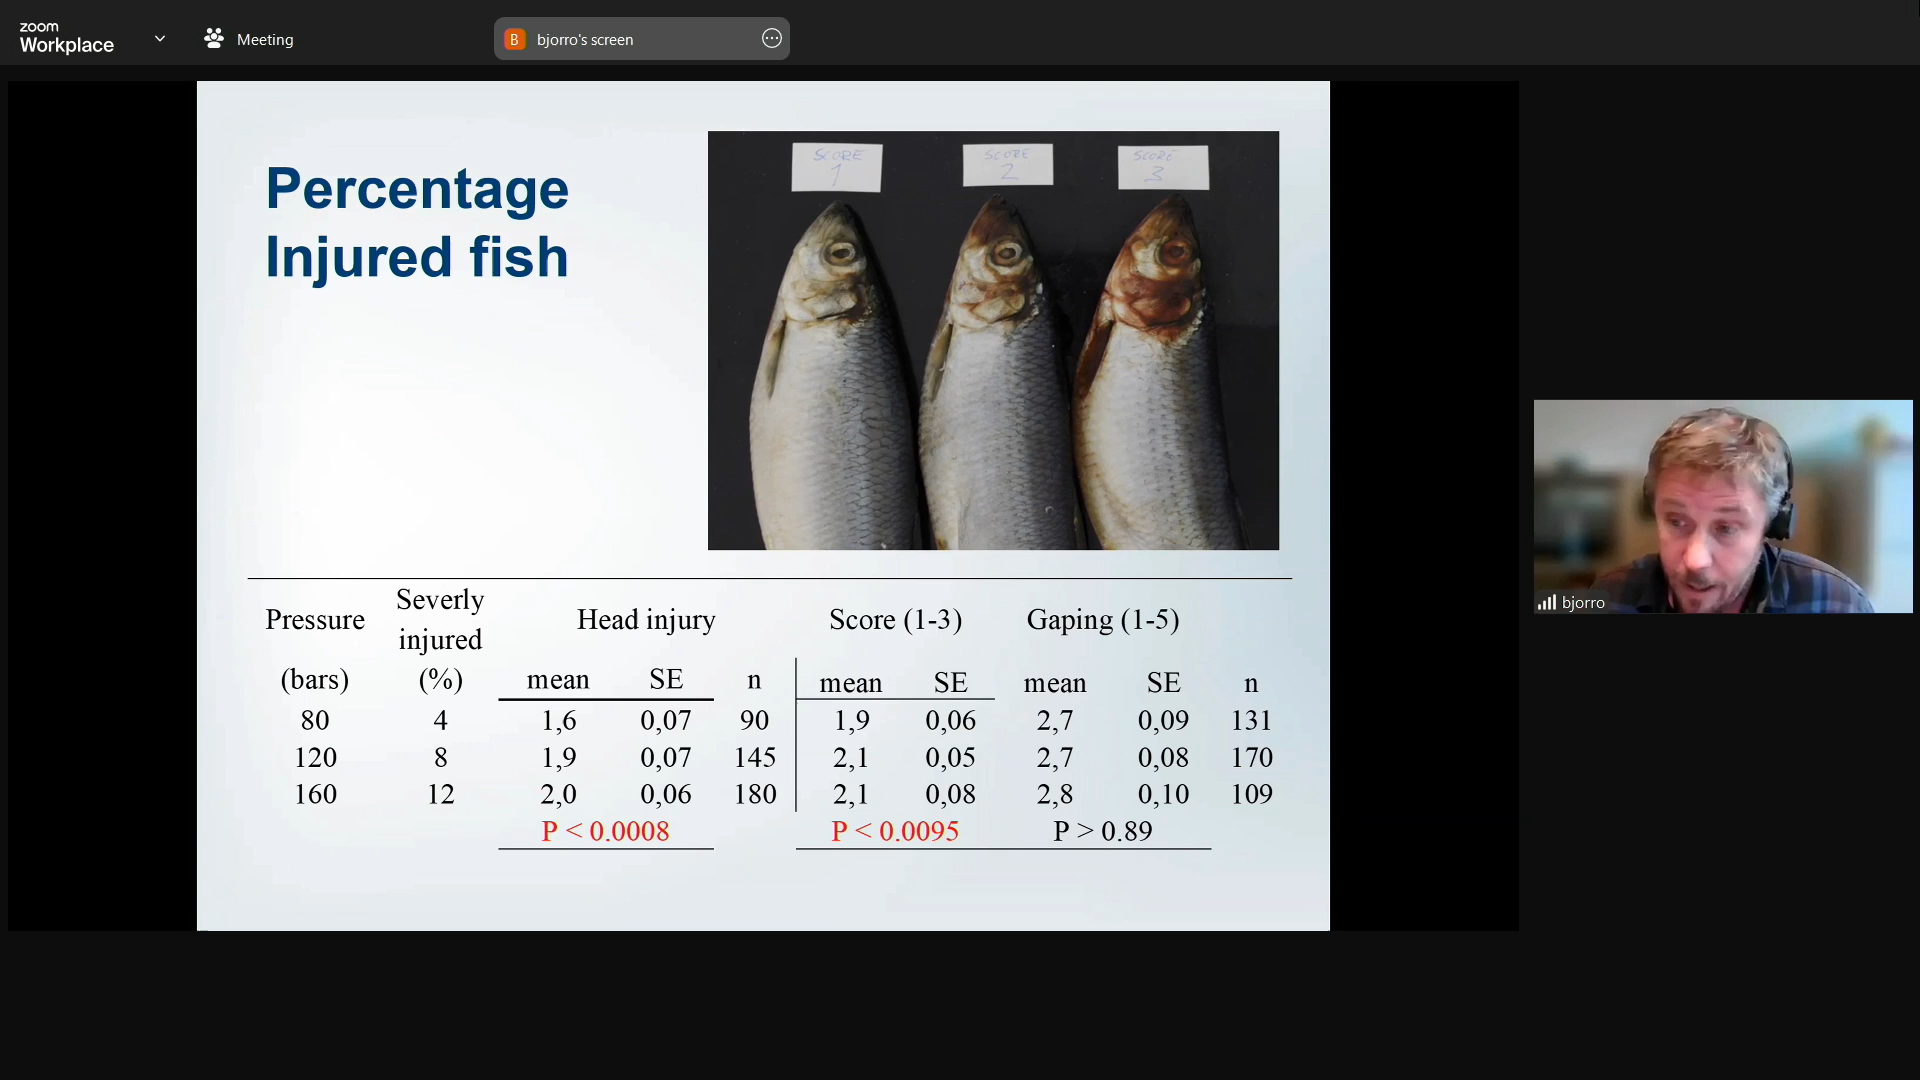 zoom
Workplace
Meeting
B bjorro's screen
Percentage
Injured fish
SCORE
1
SCORE
2
SCORE
3
Pressure Severly injured Head injury Score (1-3) Gaping (1-5)
(bars) (%) mean SE n mean SE mean SE n
80 4 1,6 0,07 90 1,9 0,06 2,7 0,09 131
120 8 1,9 0,07 145 2,1 0,05 2,7 0,08 170
160 12 2,0 0,06 180 2,1 0,08 2,8 0,10 109
P < 0.0008 P < 0.0095 P > 0.89
bjorro